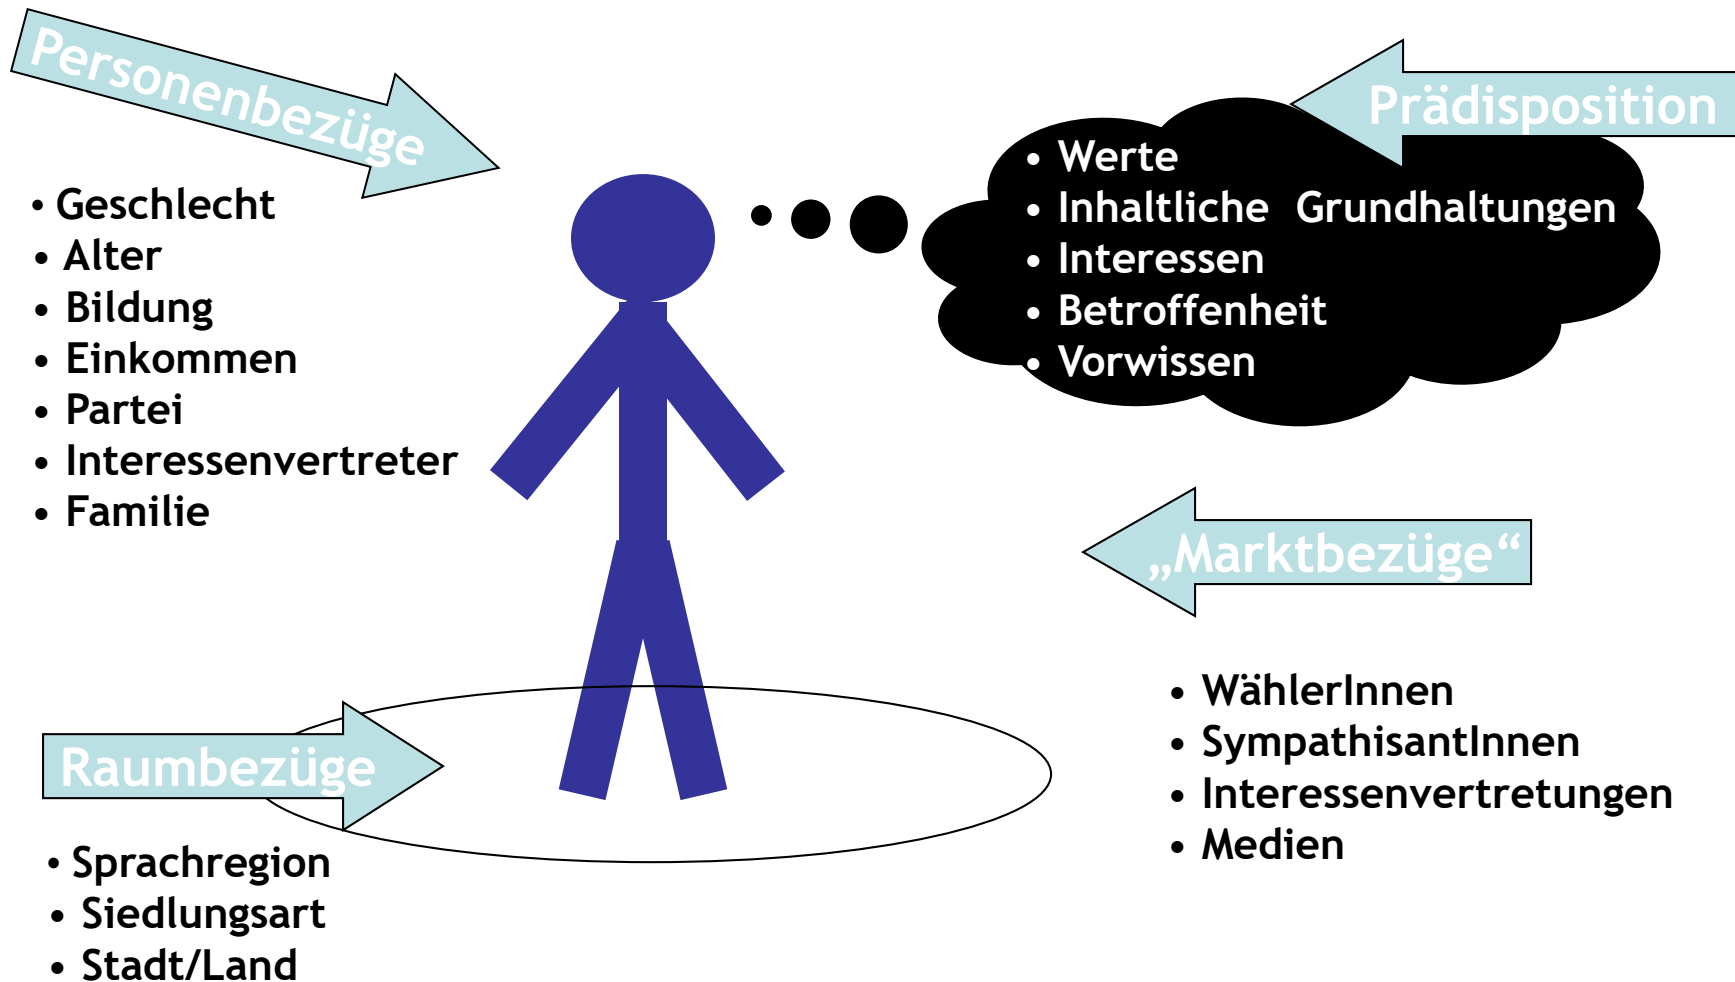 Personenbezüge
• Geschlecht
• Alter
• Bildung
• Einkommen
• Partei
• Interessenvertreter
• Familie
Prädisposition
• Werte
• Inhaltliche Grundhaltungen
• Interessen
• Betroffenheit
• Vorwissen
„Marktbezüge“
• WählerInnen
• SympathisantInnen
• Interessenvertretungen
• Medien
Raumbezüge
• Sprachregion
• Siedlungsart
• Stadt/Land